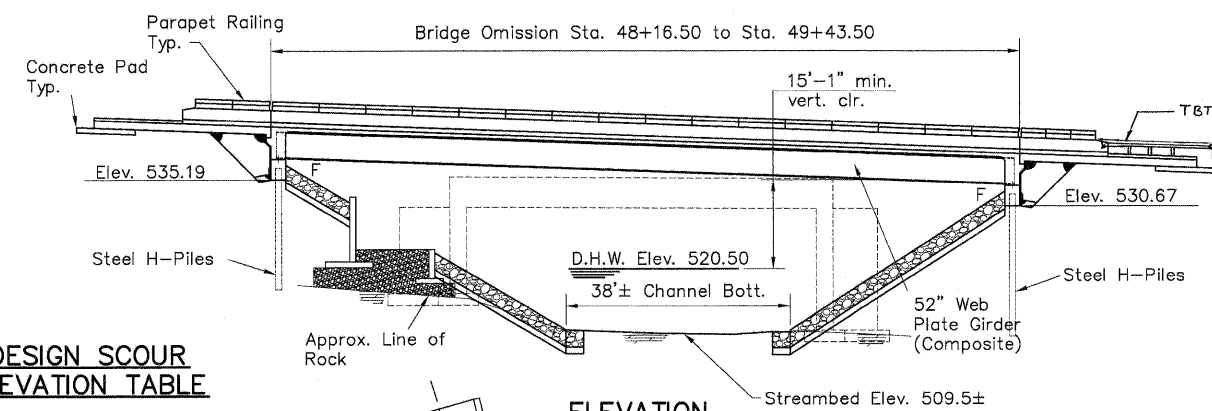 Parapet Railing
Typ.
Bridge Omission Sta. 48+16.50 to Sta. 49+43.50
Concrete Pad
Typ.
15'-1" min.
vert. clr.
TBT
Elev. 535.19
F
F
Elev. 530.67
Steel H-Piles
D.H.W. Elev. 520.50
Steel H-Piles
38'± Channel Bott.
52" Web
Plate Girder
(Composite)
Approx. Line of
Rock
DESIGN SCOUR
EVATION TABLE
Streambed Elev. 509.5±
ELEVATION